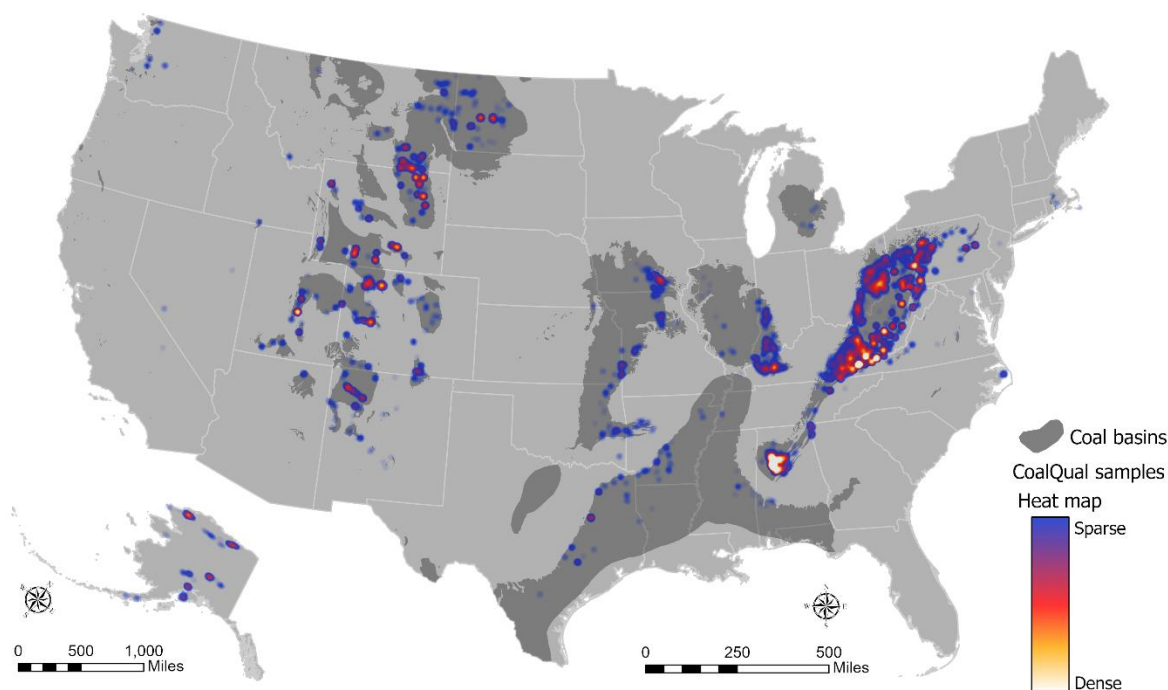 Coal basins
CoalQual samples
Heat map
Sparse
Dense
0 500 1,000
Miles
0 250 500
Miles